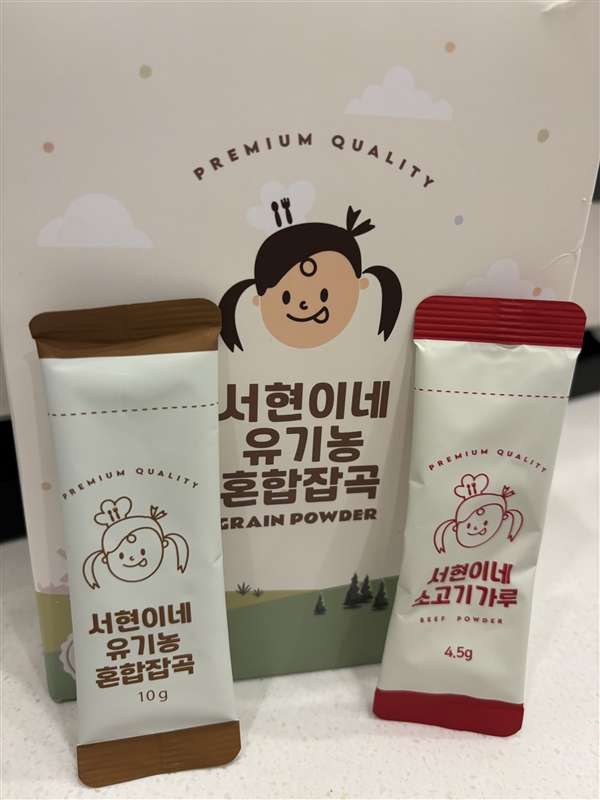 PREMIUM QUALITY
서현이네
유기농
혼합잡곡
GRAIN POWDER
PREMIUM QUALITY
서현이네
유기농
혼합잡곡
10g
PREMIUM QUALITY
서현이네
소고기가루
BEEF POWDER
4.5g